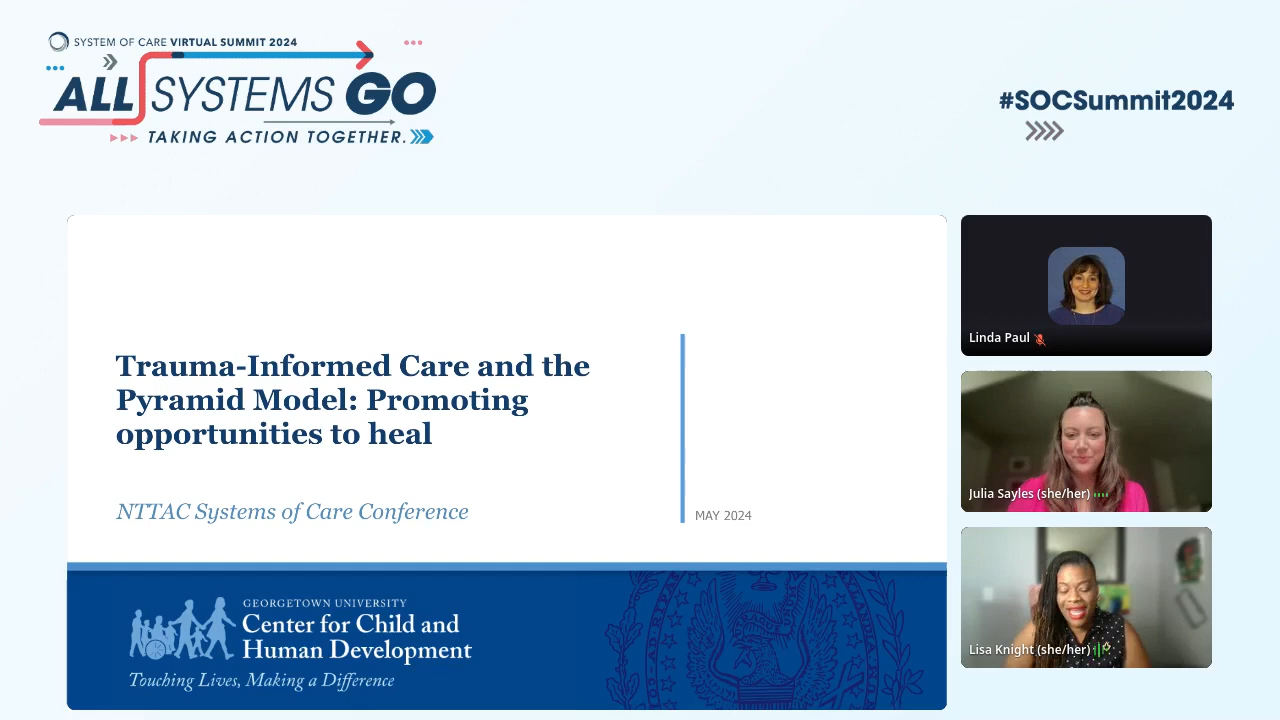 SYSTEM OF CARE VIRTUAL SUMMIT 2024
ALL SYSTEMS GO
TAKING ACTION TOGETHER.
#SOCSummit2024
Trauma-Informed Care and the
Pyramid Model: Promoting
opportunities to heal
NTTAC Systems of Care Conference
MAY 2024
GEORGETOWN UNIVERSITY
Center for Child and
Human Development
Touching Lives, Making a Difference
Linda Paul
Julia Sayles (she/her)
Lisa Knight (she/her)